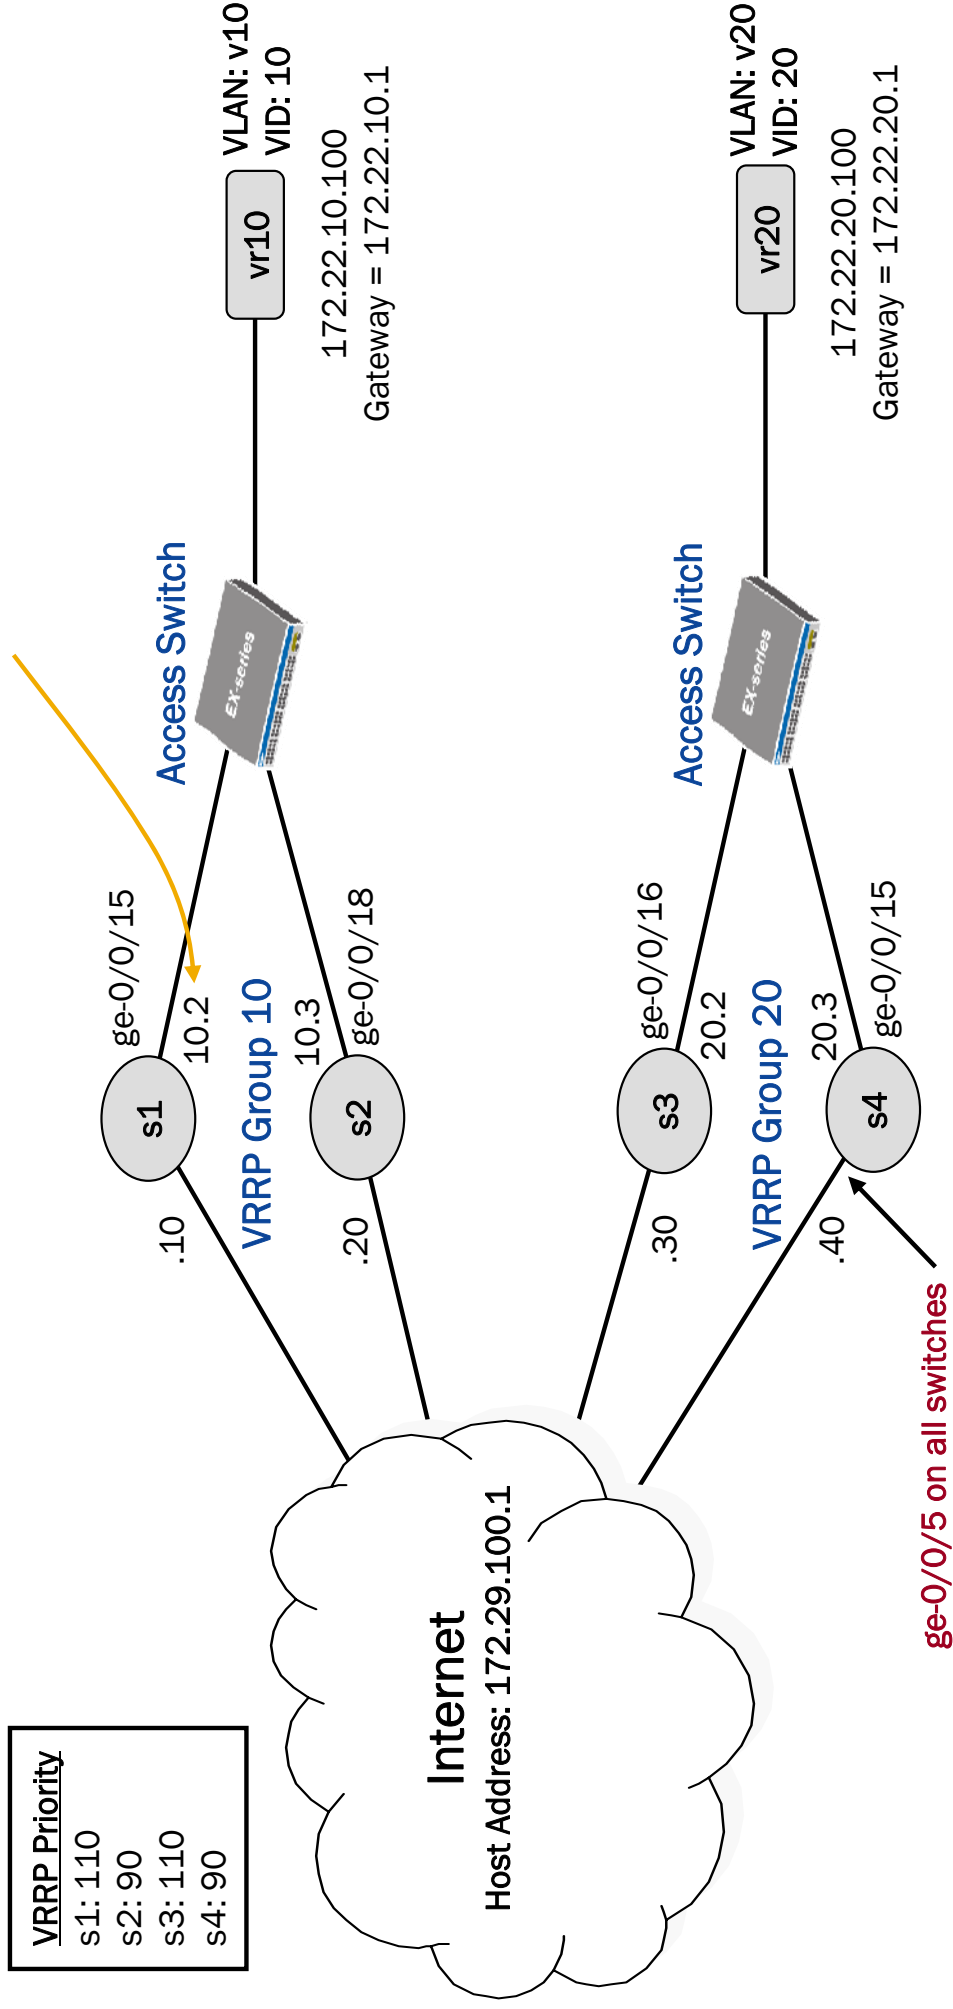 VRRP Priority
s1: 110
s2: 90
s3: 110
s4: 90
Internet
Host Address: 172.29.100.1
.10
s1
ge-0/0/15
10.2
VRRP Group 10
10.3
.20
s2
ge-0/0/18
Access Switch
EX-series
vr10
VLAN: v10
VID: 10
172.22.10.100
Gateway = 172.22.10.1
.30
s3
ge-0/0/16
20.2
VRRP Group 20
20.3
.40
s4
ge-0/0/15
Access Switch
EX-series
vr20
VLAN: v20
VID: 20
172.22.20.100
Gateway = 172.22.20.1
ge-0/0/5 on all switches